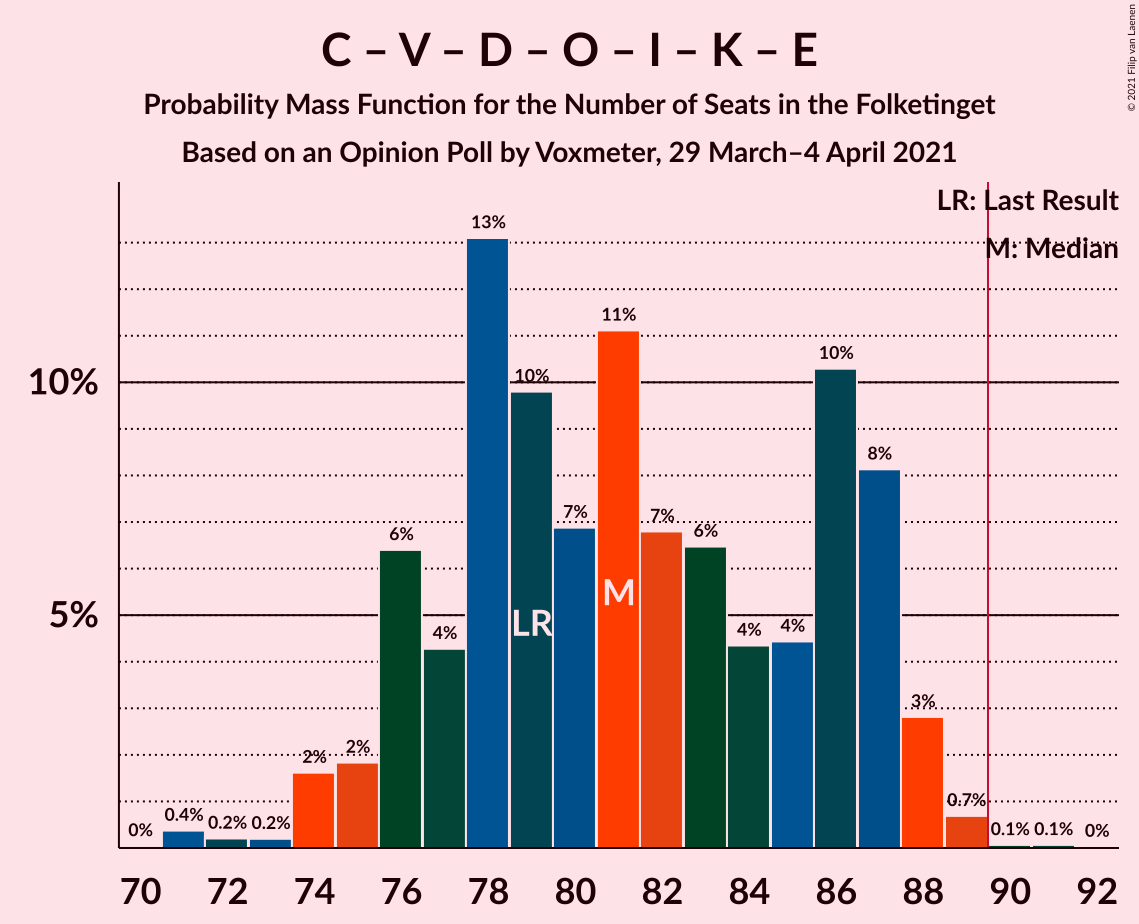 C – V – D – O – I – K – E
Probability Mass Function for the Number of Seats in the Folketinget
Based on an Opinion Poll by Voxmeter, 29 March–4 April 2021
© 2021 Filip van Laenen
LR: Last Result
M: Median
10%
5%
0%
0.4%
0.2%
0.2%
2%
2%
6%
4%
13%
10%
7%
11%
7%
6%
4%
4%
10%
8%
3%
0.7%
0.1%
0.1%
0%
LR
M
70 72 74 76 78 80 82 84 86 88 90 92